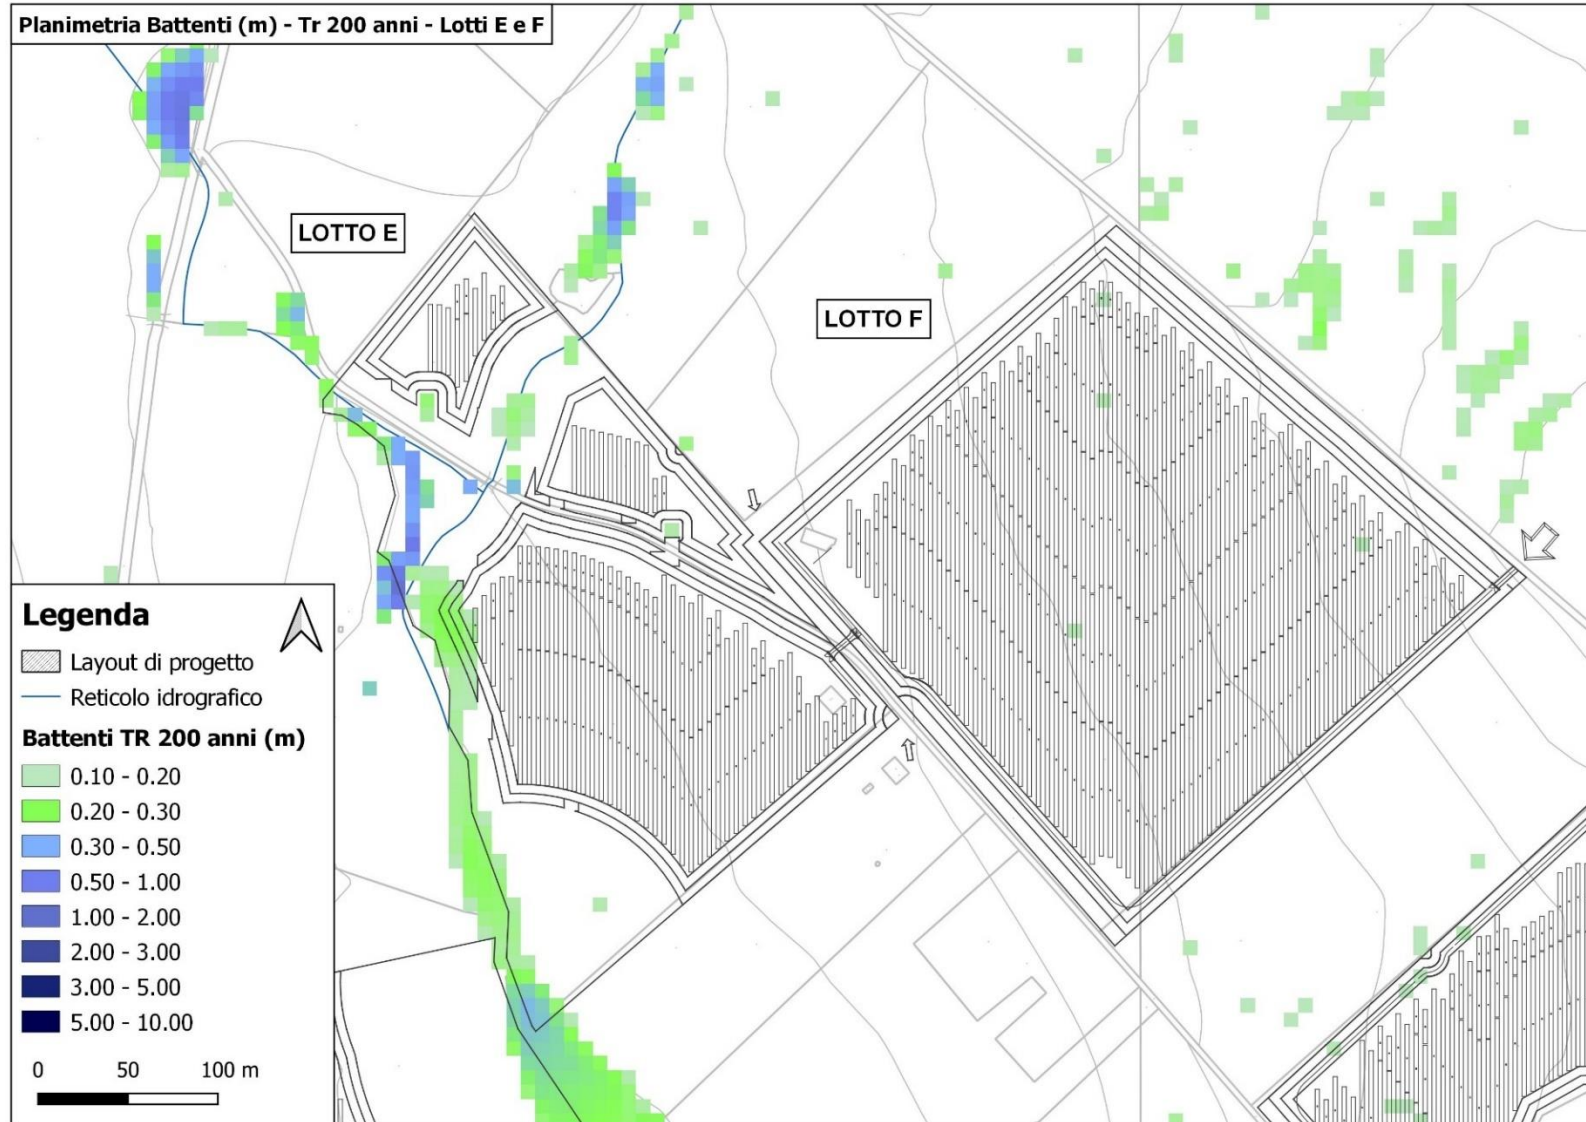 Planimetria Battenti (m) - Tr 200 anni - Lotti E e F
LOTTO E
LOTTO F
Legenda
Layout di progetto
Reticolo idrografico
Battenti TR 200 anni (m)
0.10 - 0.20
0.20 - 0.30
0.30 - 0.50
0.50 - 1.00
1.00 - 2.00
2.00 - 3.00
3.00 - 5.00
5.00 - 10.00
0 50 100 m